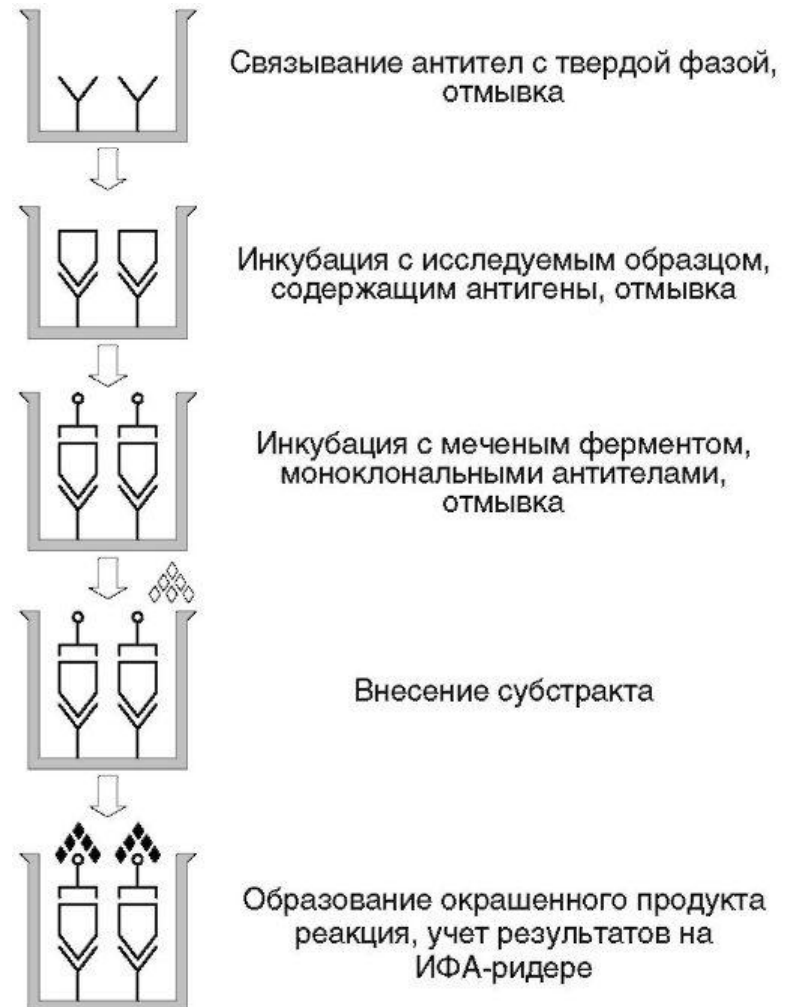 Связывание антител с твердой фазой,
отмывка
Инкубация с исследуемым образцом,
содержащим антигены, отмывка
Инкубация с меченым ферментом,
моноклональными антителами,
отмывка
Внесение субстракта
Образование окрашенного продукта
реакция, учет результатов на
ИФА-ридере